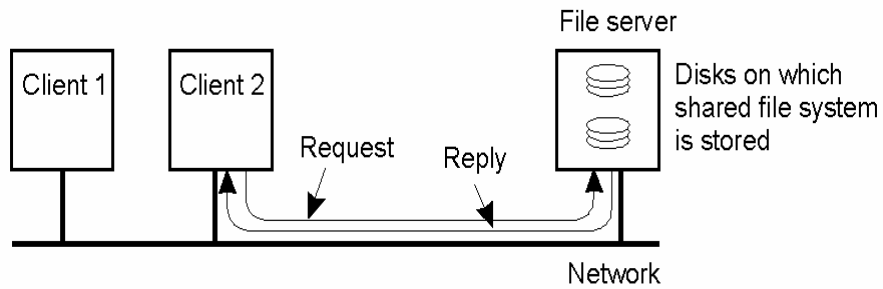 File server
Client 1
Client 2
Disks on which
shared file system
is stored
Request
Reply
Network